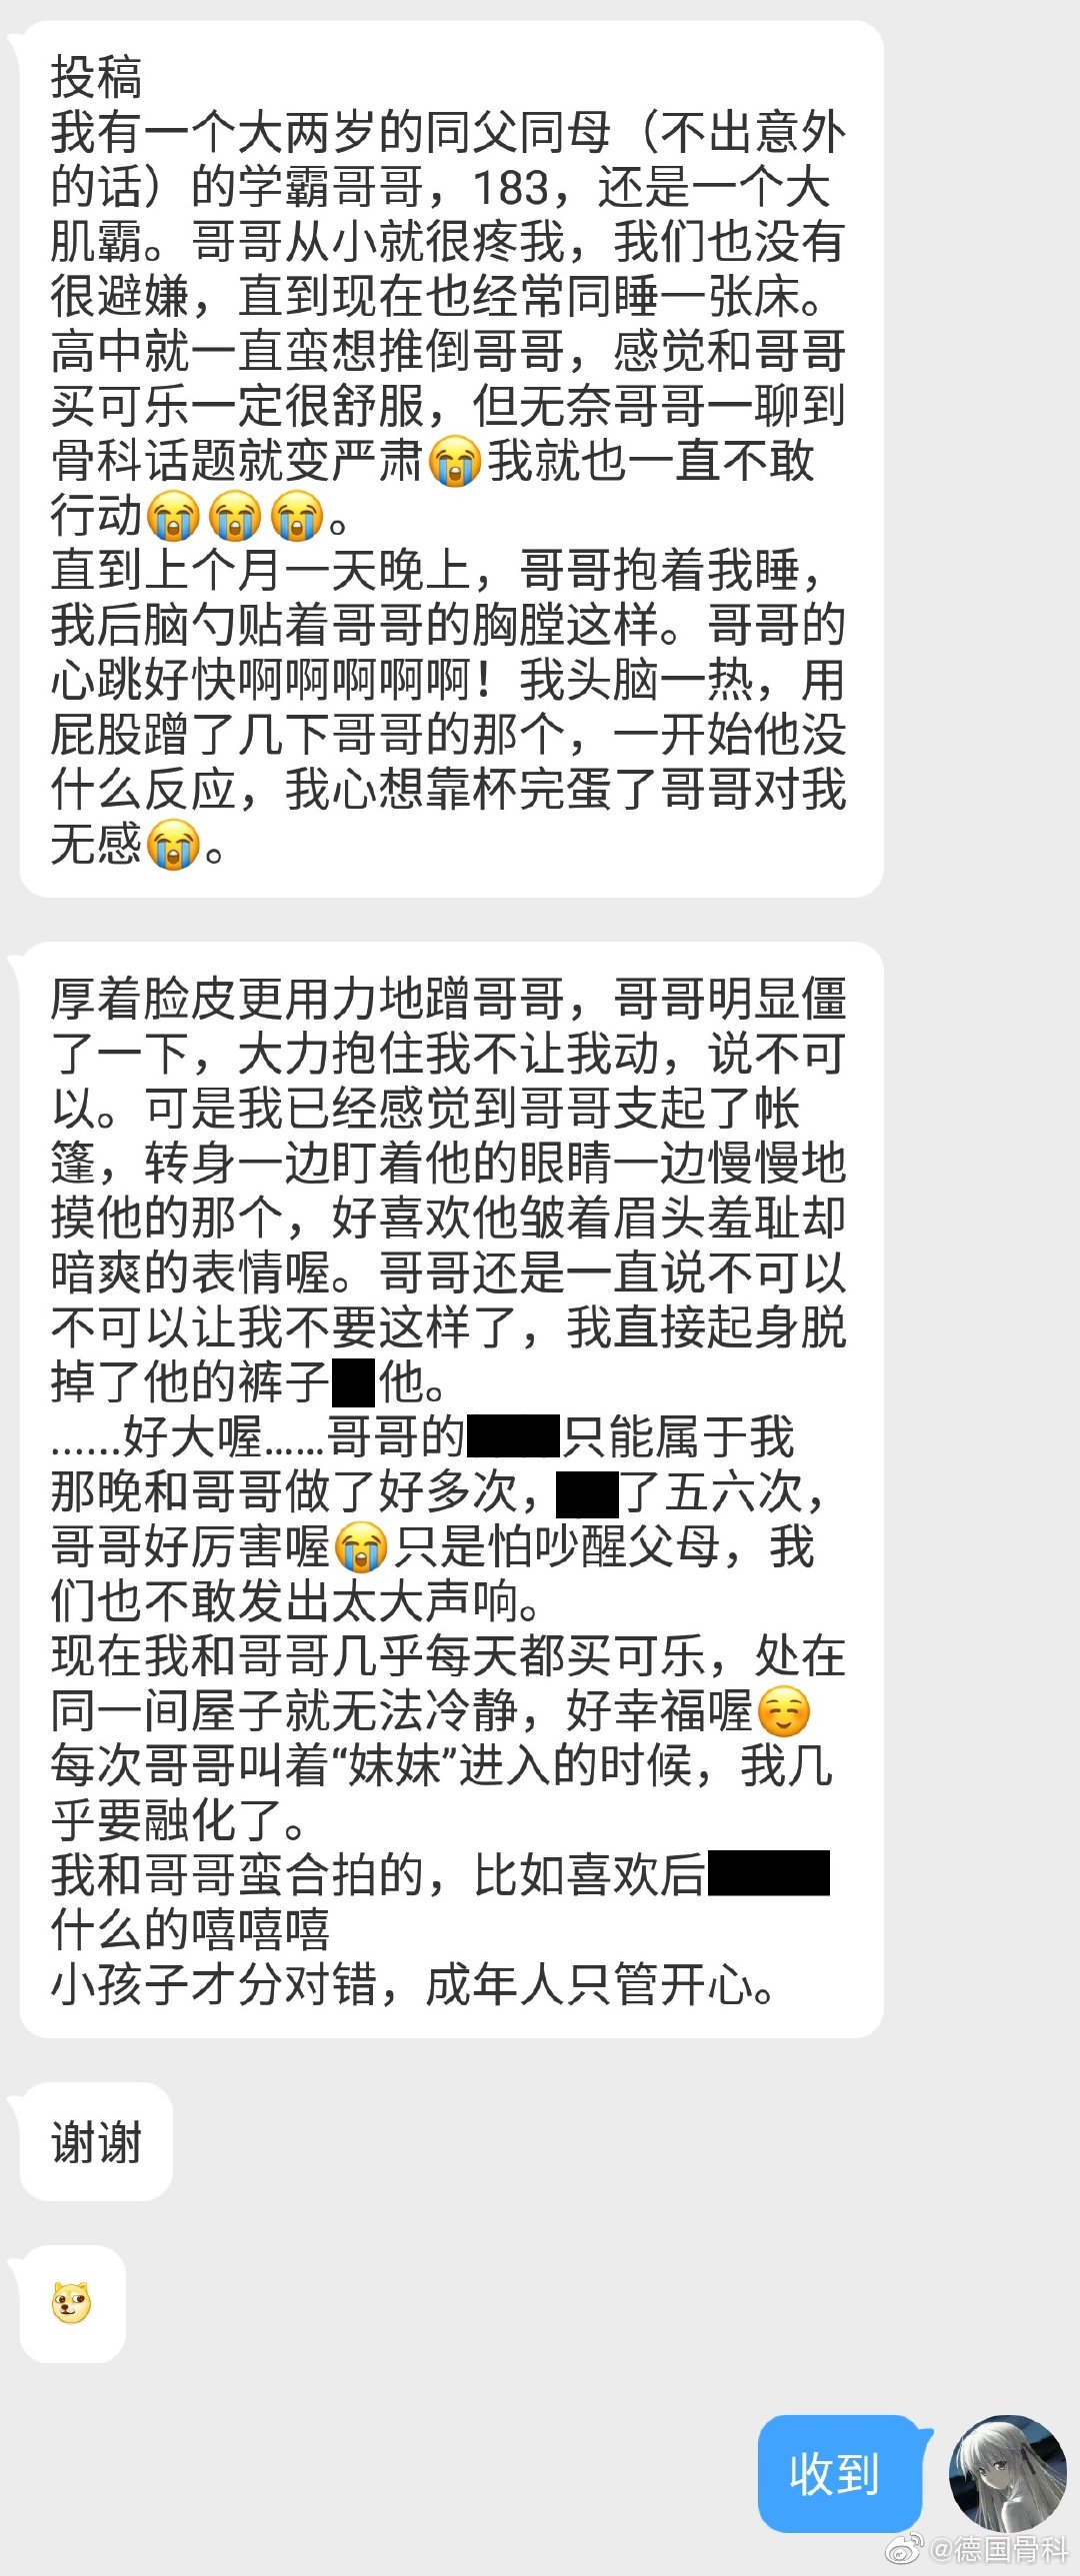 投稿
我有一个大两岁的同父同母（不出意外
的话）的学霸哥哥，183，还是一个大
肌霸。哥哥从小就很疼我，我们也没有
很避嫌，直到现在也经常同睡一张床。
高中就一直蛮想推倒哥哥，感觉和哥哥
买可乐一定很舒服，但无奈哥哥一聊到
骨科话题就变严肃😭我就也一直不敢
行动😭😭😭。
直到上个月一天晚上，哥哥抱着我睡，
我后脑勺贴着哥哥的胸膛这样。哥哥的
心跳好快啊啊啊啊啊！我头脑一热，用
屁股蹭了几下哥哥的那个，一开始他没
什么反应，我心想靠杯完蛋了哥哥对我
无感😭。
厚着脸皮更用力地蹭哥哥，哥哥明显僵
了一下，大力抱住我不让我动，说不可
以。可是我已经感觉到哥哥支起了帐
篷，转身一边盯着他的眼睛一边慢慢地
摸他的那个，好喜欢他皱着眉头羞耻却
暗爽的表情喔。哥哥还是一直说不可以
不可以让我不要这样了，我直接起身脱
掉了他的裤子 他。
......好大喔......哥哥的 只能属于我
那晚和哥哥做了好多次， 了五六次，
哥哥好厉害喔😭只是怕吵醒父母，我
们也不敢发出太大声响。
现在我和哥哥几乎每天都买可乐，处在
同一间屋子就无法冷静，好幸福喔☺️
每次哥哥叫着“妹妹”进入的时候，我几
乎要融化了。
我和哥哥蛮合拍的，比如喜欢后
什么的嘻嘻嘻
小孩子才分对错，成年人只管开心。
谢谢
收到
@德国骨科